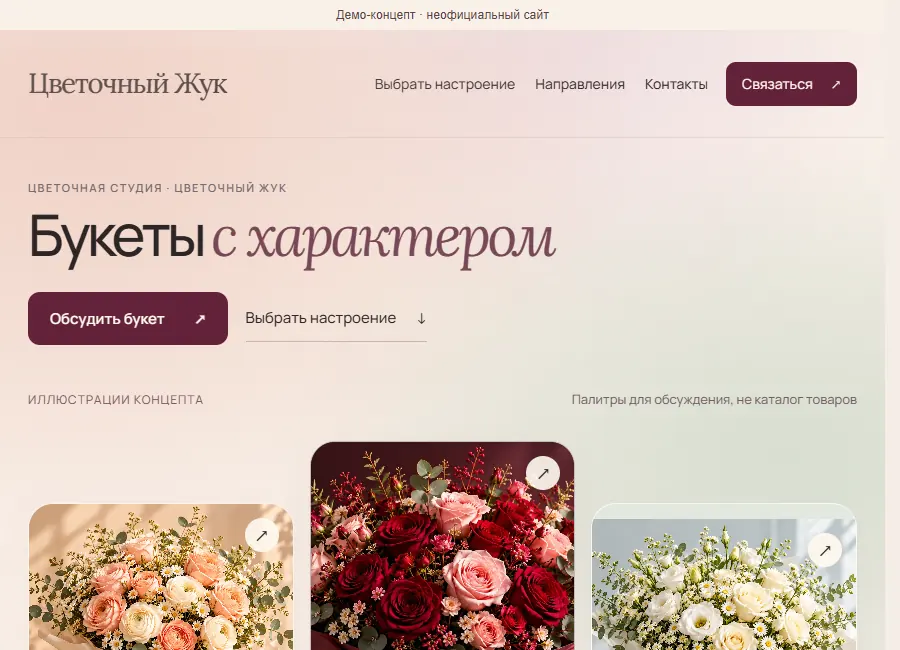 Демо-концепт · неофициальный сайт
Цветочный Жук
Выбрать настроение
Направления
Контакты
Связаться ↗
ЦВЕТОЧНАЯ СТУДИЯ · ЦВЕТОЧНЫЙ ЖУК
Букеты с характером
Обсудить букет ↗
Выбрать настроение ↓
ИЛЛЮСТРАЦИИ КОНЦЕПТА
Палитры для обсуждения, не каталог товаров